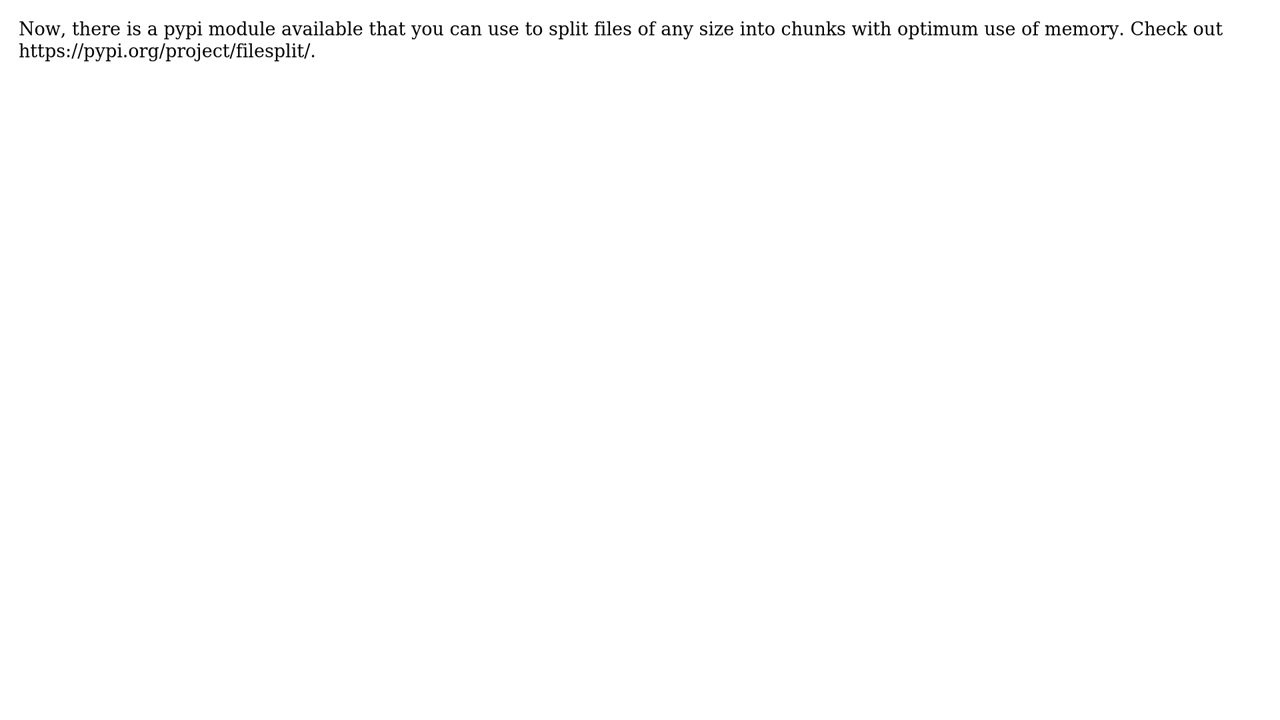 Now, there is a pypi module available that you can use to split files of any size into chunks with optimum use of memory. Check out
https://pypi.org/project/filesplit/.